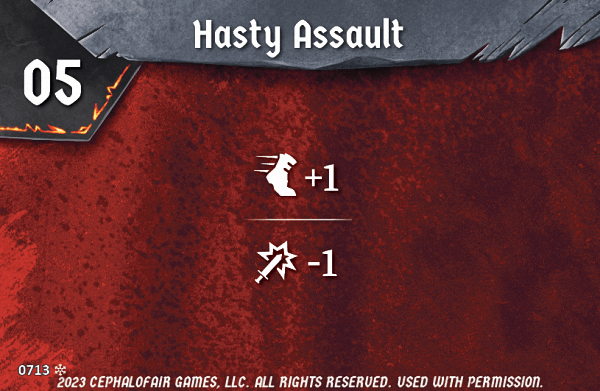 Hasty Assault
05
+1
-1
0713
2023 CEPHALOFAIR GAMES, LLC. ALL RIGHTS RESERVED. USED WITH PERMISSION.